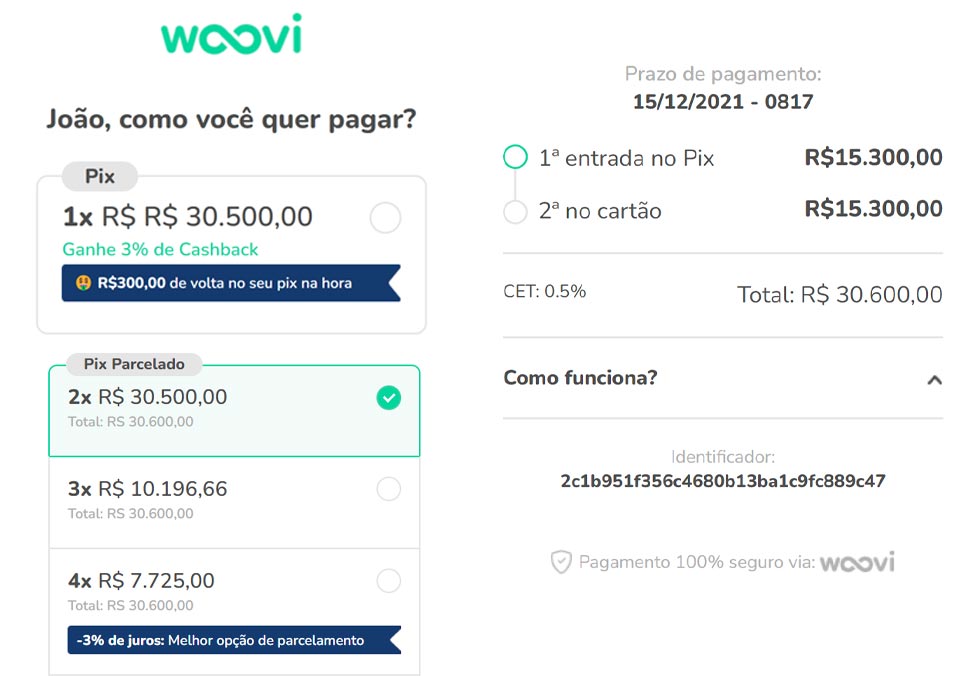 woovi
João, como você quer pagar?
Pix
1x R$ R$ 30.500,00
Ganhe 3% de Cashback
🤑 R$300,00 de volta no seu pix na hora
Pix Parcelado
2x R$ 30.500,00
Total: RS 30.600,00
3x R$ 10.196,66
Total: RS 30.600,00
4x R$ 7.725,00
Total: RS 30.600,00
-3% de juros: Melhor opção de parcelamento
Prazo de pagamento:
15/12/2021 - 0817
1ª entrada no Pix R$15.300,00
2ª no cartão R$15.300,00
CET: 0.5% Total: R$ 30.600,00
Como funciona?
Identificador:
2c1b951f356c4680b13ba1c9fc889c47
Pagamento 100% seguro via: woovi